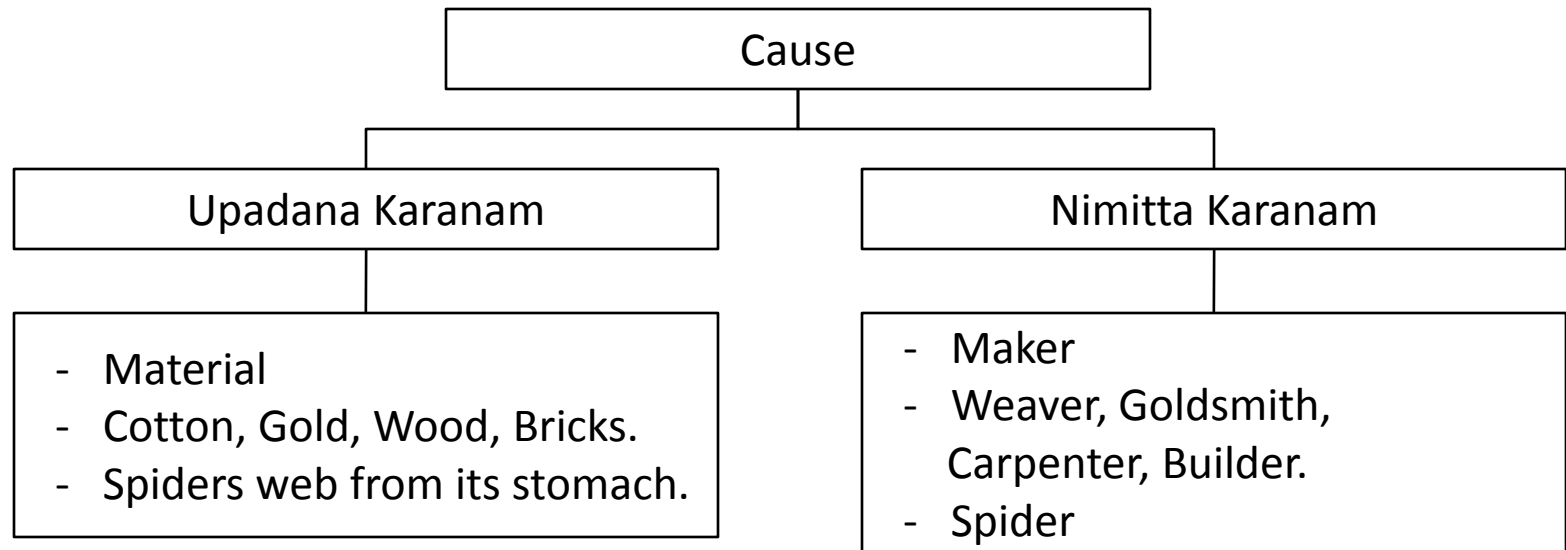 Cause
Upadana Karanam
Nimitta Karanam
- Material
- Cotton, Gold, Wood, Bricks.
- Spiders web from its stomach.
- Maker
- Weaver, Goldsmith,
Carpenter, Builder.
- Spider